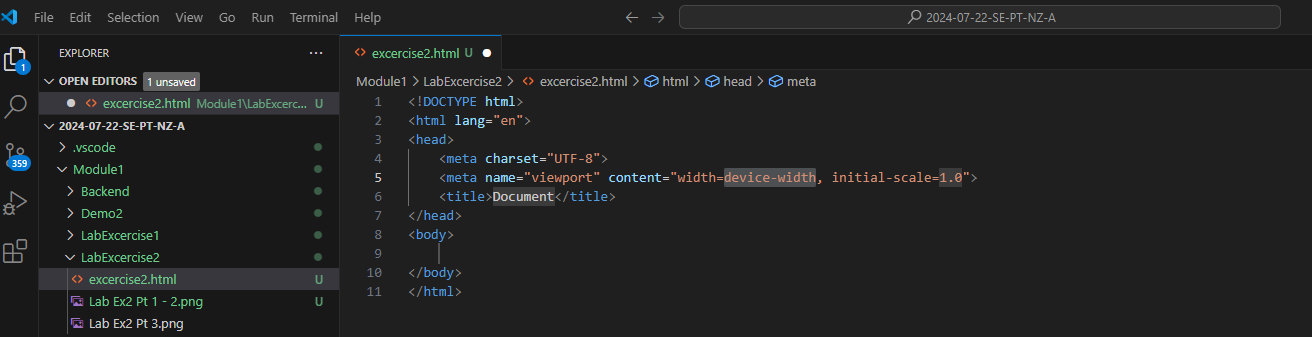 File Edit Selection View Go Run Terminal Help 2024-07-22-SE-PT-NZ-A
EXPLORER ...
1
OPEN EDITORS 1 unsaved
excercise2.html Module1\LabExcerc... U
2024-07-22-SE-PT-NZ-A
.vscode
359
Module1
Backend
Demo2
LabExcercise1
LabExcercise2
excercise2.html U
Lab Ex2 Pt 1 - 2.png U
Lab Ex2 Pt 3.png
excercise2.html U
Module1 > LabExcercise2 > excercise2.html > html > head > meta
1 <!DOCTYPE html>
2 <html lang="en">
3 <head>
4 <meta charset="UTF-8">
5 <meta name="viewport" content="width=device-width, initial-scale=1.0">
6 <title>Document</title>
7 </head>
8 <body>
9
10 </body>
11 </html>